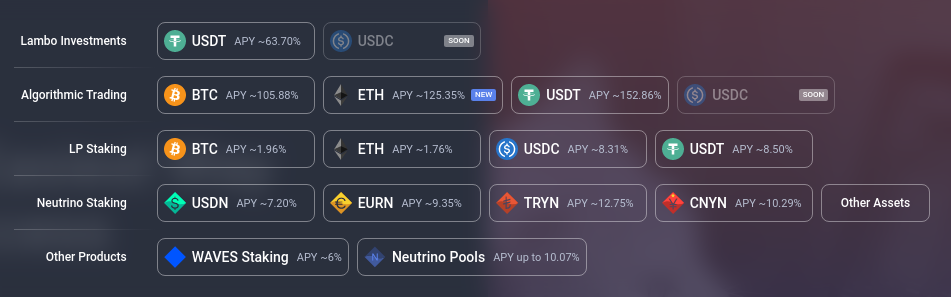 Lambo Investments USDT APY ~63.70% USDC SOON
Algorithmic Trading BTC APY ~105.88% ETH APY ~125.35% NEW USDT APY ~152.86% USDC SOON
LP Staking BTC APY ~1.96% ETH APY ~1.76% USDC APY ~8.31% USDT APY ~8.50%
Neutrino Staking USDN APY ~7.20% EURN APY ~9.35% TRYN APY ~12.75% CNYN APY ~10.29% Other Assets
Other Products WAVES Staking APY ~6% Neutrino Pools APY up to 10.07%